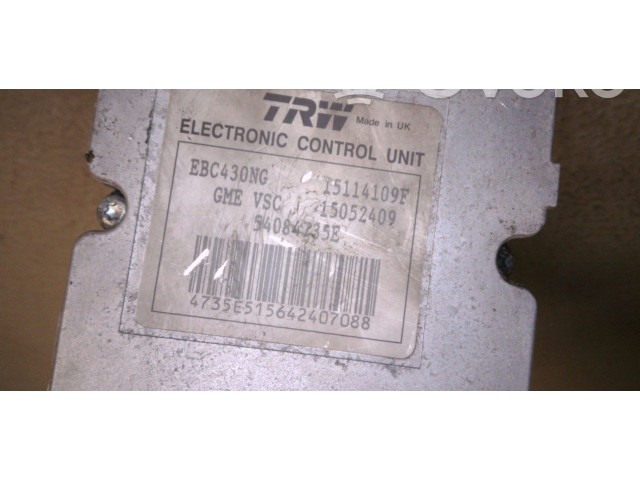 TRW Made in UK
ELECTRONIC CONTROL UNIT
EBC430NG 15114109F
GME VSC 15052409
54084735E
4735E515642407088